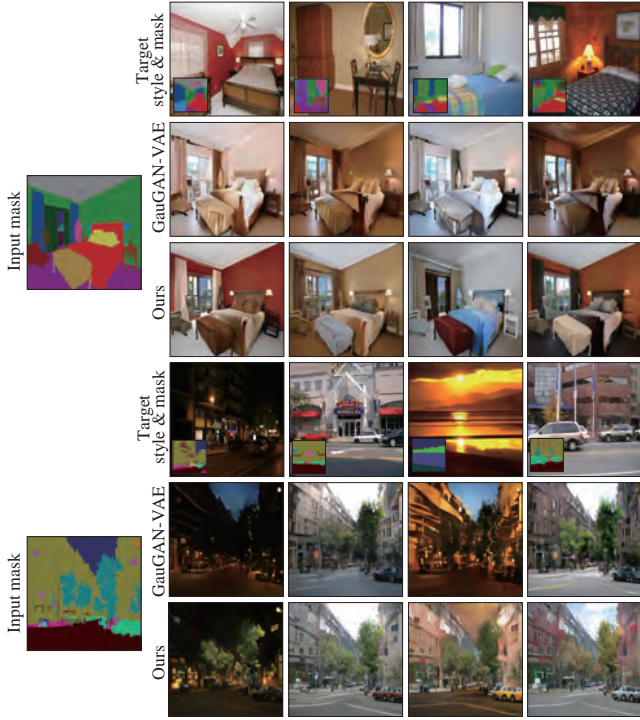 Target
style & mask
GauGAN-VAE
Input mask
Ours
Target
style & mask
GauGAN-VAE
Input mask
Ours